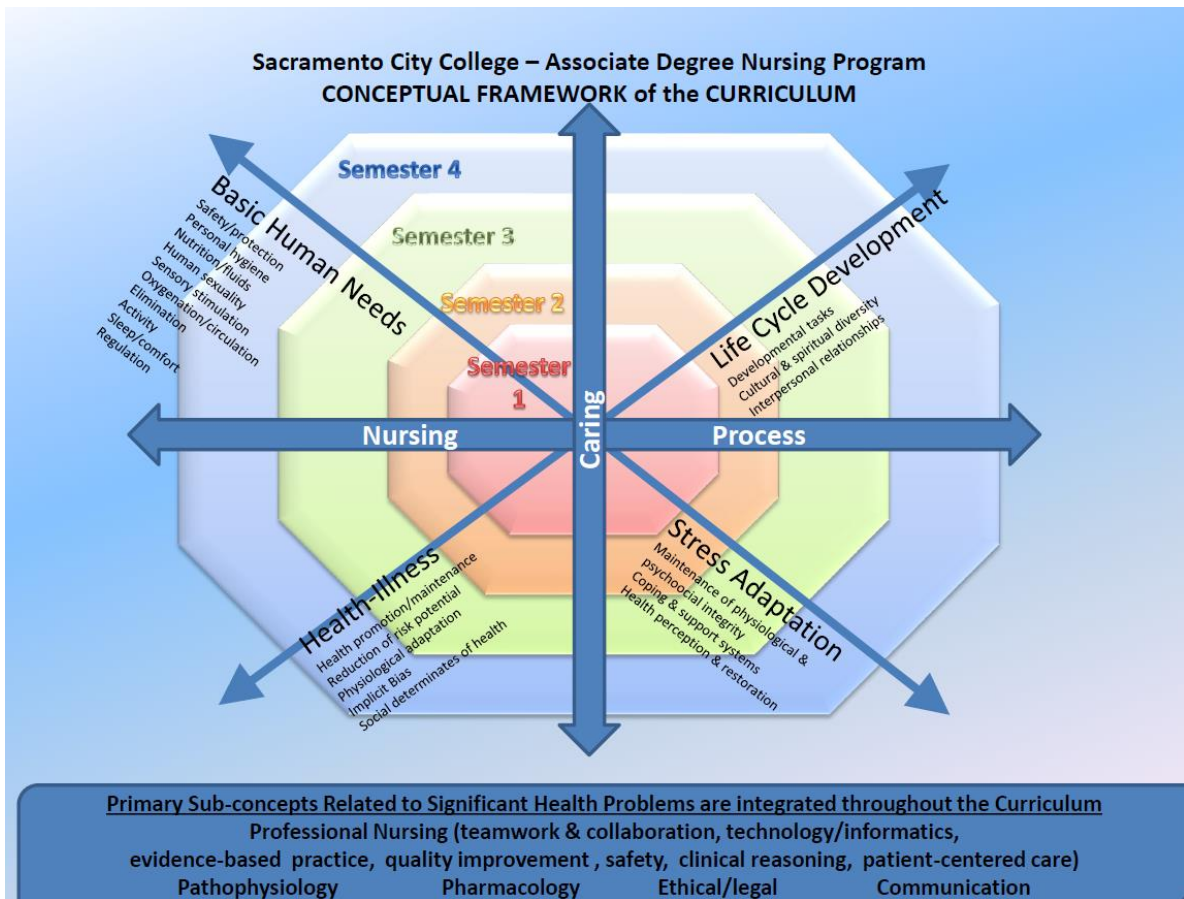 Sacramento City College – Associate Degree Nursing Program
CONCEPTUAL FRAMEWORK of the CURRICULUM
Semester 4
Semester 3
Semester 2
Semester
1
Basic Human Needs
Safety/protection
Personal hygiene
Nutrition/fluids
Human sexuality
Sensory stimulation
Oxygenation/circulation
Elimination
Activity
Sleep/comfort
Regulation
Life Cycle Development
Developmental tasks
Cultural & spiritual diversity
Interpersonal relationships
Nursing
Caring
Process
Health-Illness
Health promotion/maintenance
Reduction of risk potential
Physiological adaptation
Implicit Bias
Social determinates of health
Stress Adaptation
Maintenance of physiological &
psychoocial integrity
Coping & support systems
Health perception & restoration
Primary Sub-concepts Related to Significant Health Problems are integrated throughout the Curriculum
Professional Nursing (teamwork & collaboration, technology/informatics,
evidence-based practice, quality improvement , safety, clinical reasoning, patient-centered care)
Pathophysiology Pharmacology Ethical/legal Communication